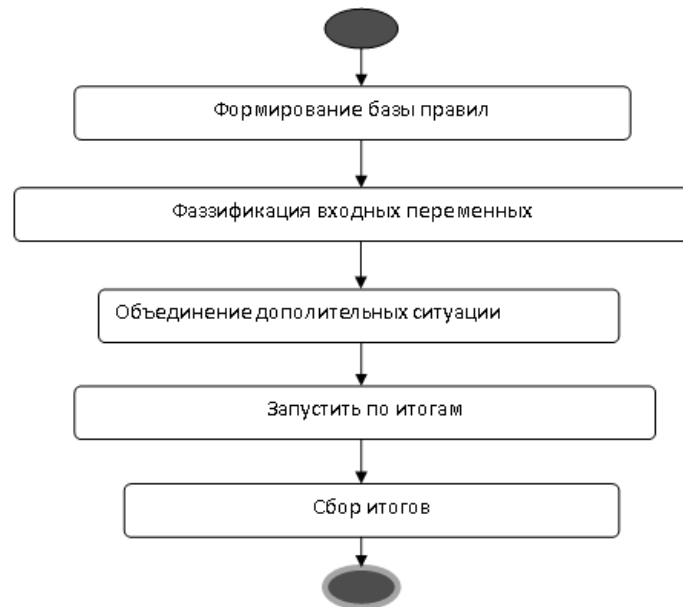 Формирование базы правил
Фаззификация входных переменных
Объединение дополительных ситуации
Запустить по итогам
Сбор итогов